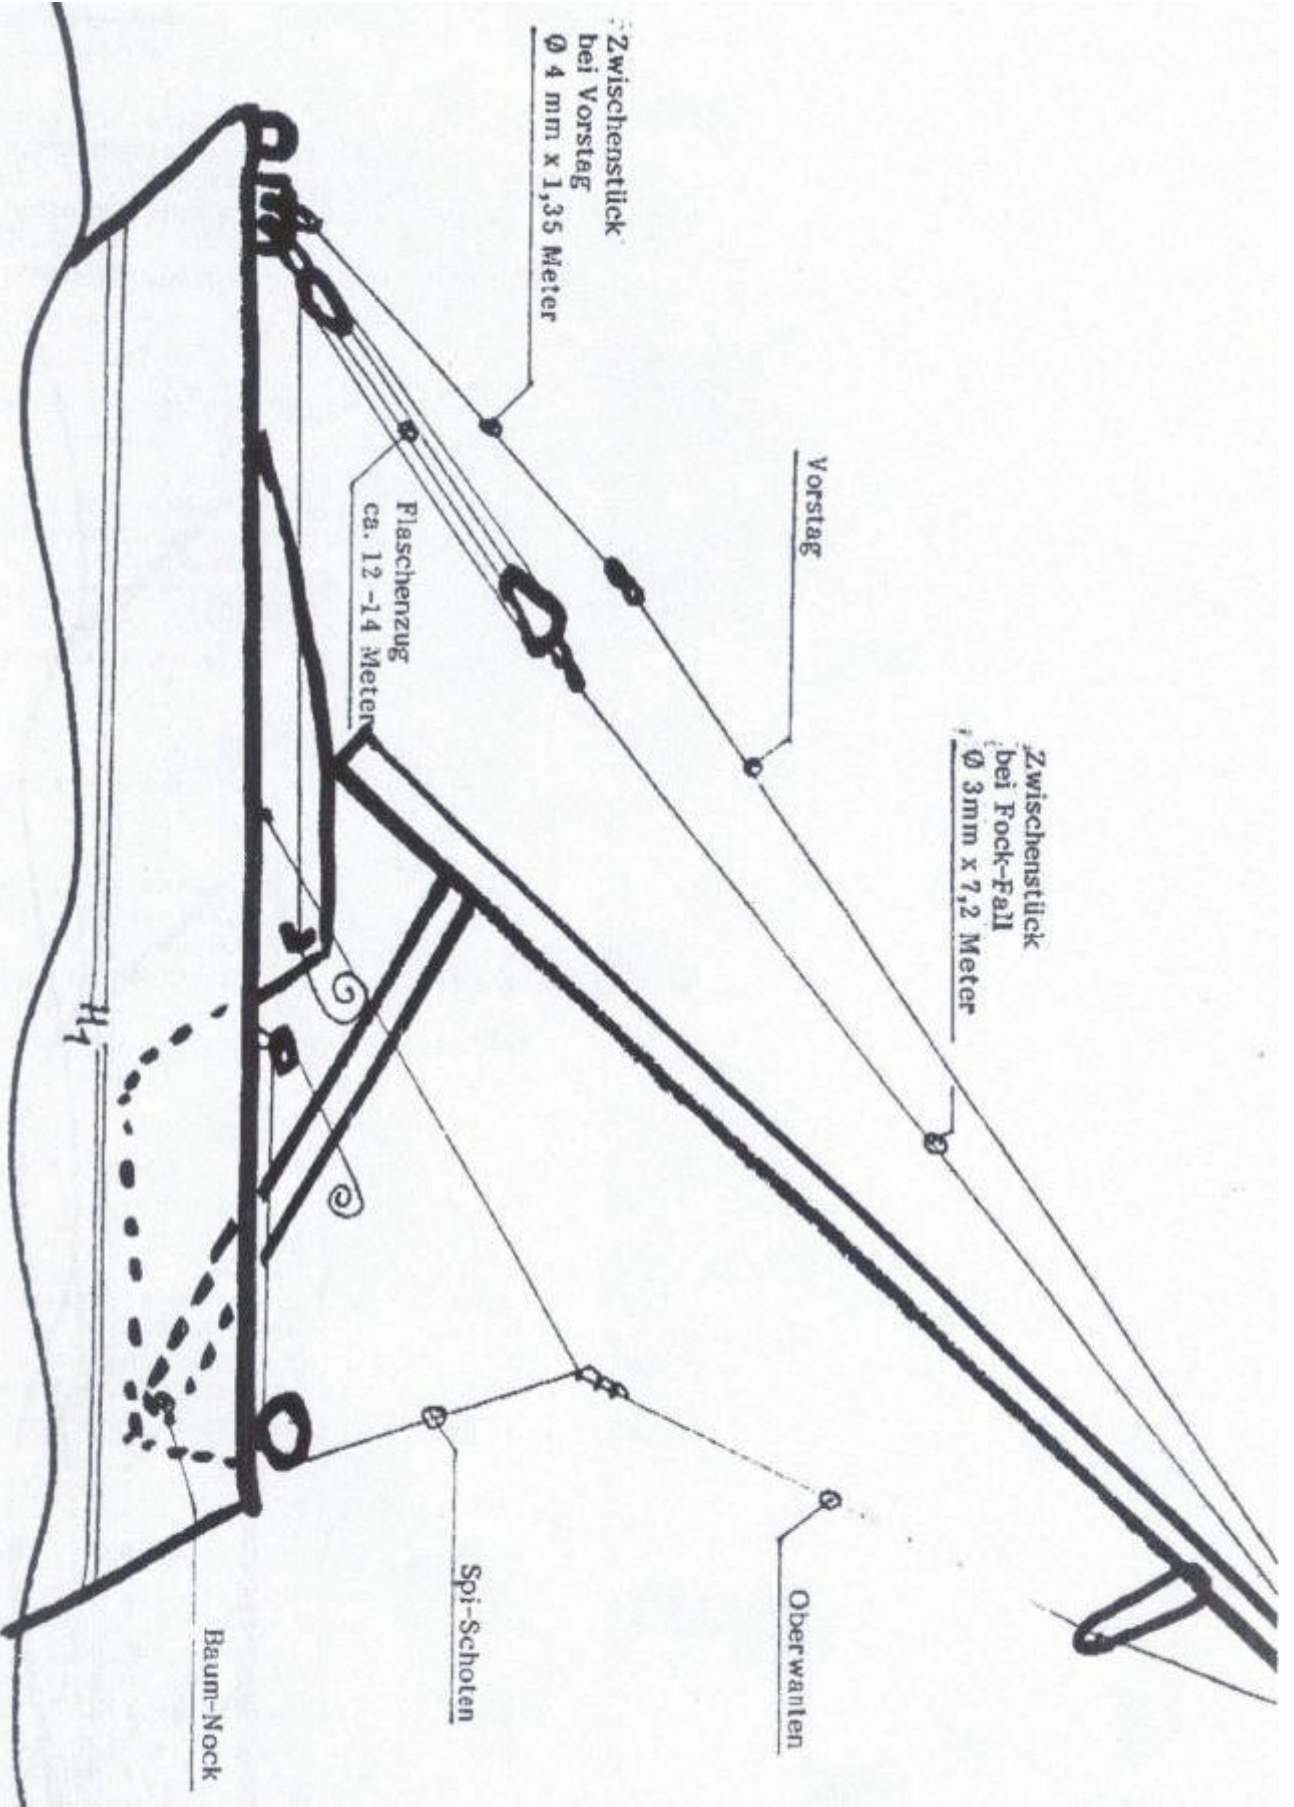 Zwischenstück
bei Vorstag
Ø 4 mm x 1,35 Meter
Vorstag
Zwischenstück
bei Fock-Fall
Ø 3mm x 7,2 Meter
Flaschenzug
ca. 12 -14 Meter
Oberwanten
Spi-Schoten
Baum-Nock
H1